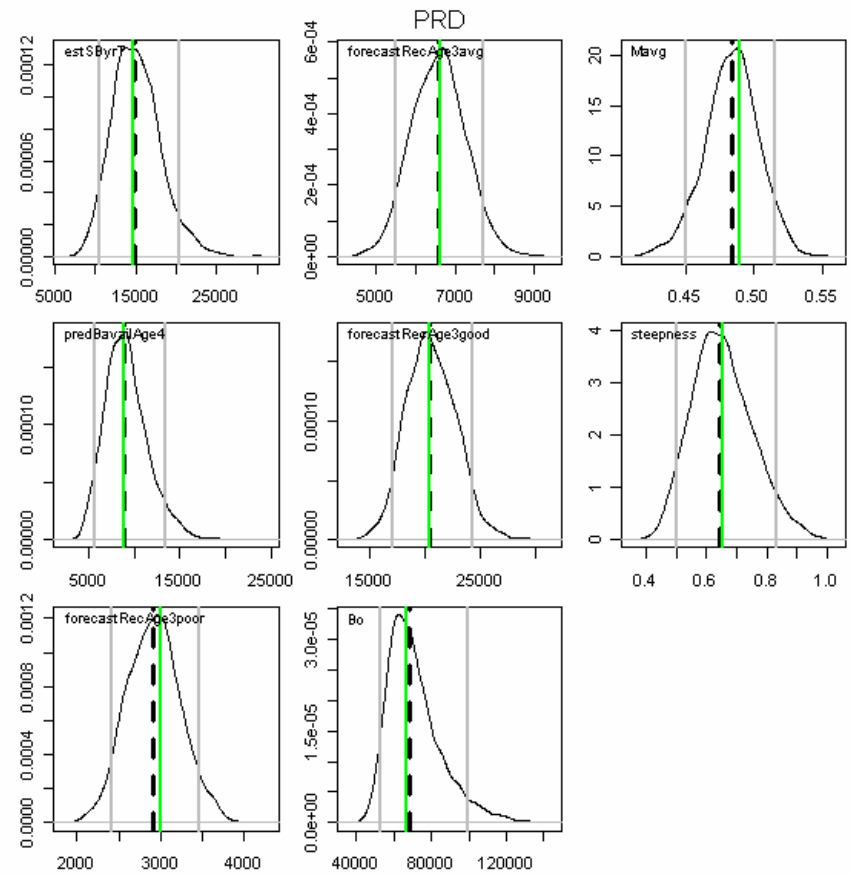 PRD
estSByrT
0.00000 0.00006 0.00012
5000 15000 25000
forecastRecAge3avg
0e+00 2e-04 4e-04 6e-04
5000 7000 9000
Mavg
0 5 10 15 20
0.45 0.50 0.55
predBavailAge4
0.00000 0.00010
5000 15000 25000
forecastRecAge3good
0.00000 0.00010
15000 25000
steepness
0 1 2 3 4
0.4 0.6 0.8 1.0
forecastRecAge3poor
0.0000 0.0004 0.0008 0.0012
2000 3000 4000
Bo
0.0e+00 1.5e-05 3.0e-05
40000 80000 120000